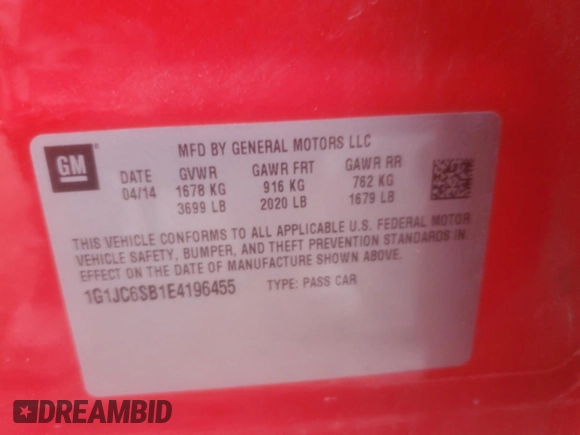 GM
MFD BY GENERAL MOTORS LLC
DATE GVWR GAWR FRT GAWR RR
04/14 1678 KG 916 KG 762 KG
3699 LB 2020 LB 1679 LB
THIS VEHICLE CONFORMS TO ALL APPLICABLE U.S. FEDERAL MOTOR
VEHICLE SAFETY, BUMPER, AND THEFT PREVENTION STANDARDS IN
EFFECT ON THE DATE OF MANUFACTURE SHOWN ABOVE.
1G1JC6SB1E4196455 TYPE: PASS CAR
DREAMBID